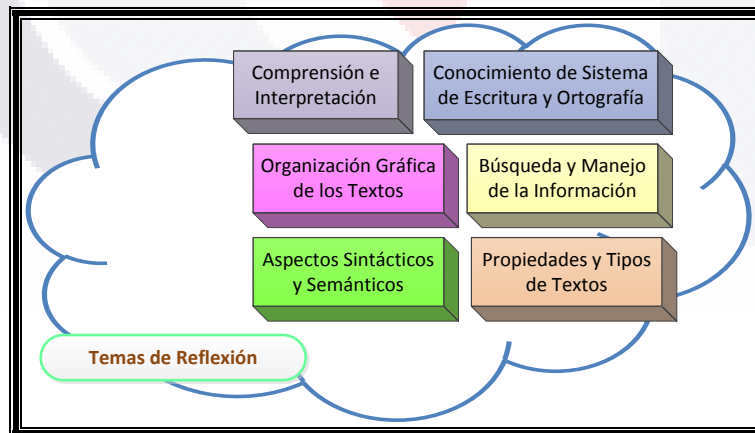 Comprensión e
Interpretación
Conocimiento de Sistema
de Escritura y Ortografía
Organización Gráfica
de los Textos
Búsqueda y Manejo
de la Información
Aspectos Sintácticos
y Semánticos
Propiedades y Tipos
de Textos
Temas de Reflexión